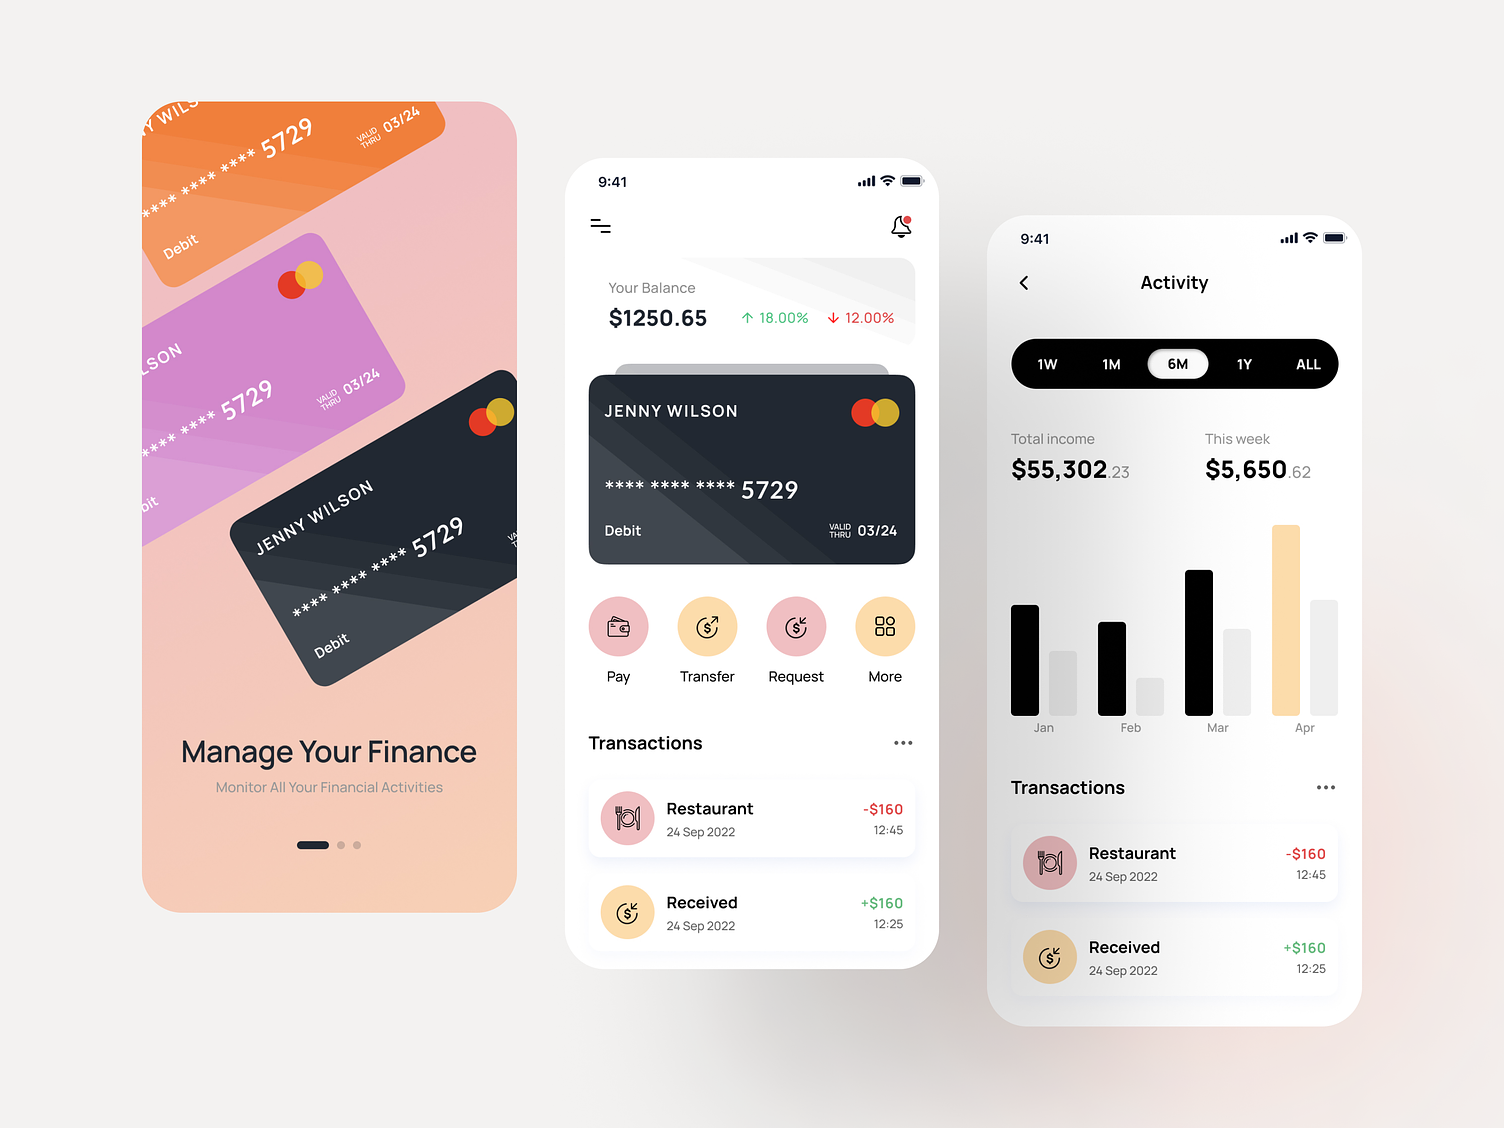 NY WILS
**** **** **** 5729
VALID
THRU 03/24
Debit
LSON
**** **** 5729
VALID
THRU 03/24
bit
JENNY WILSON
**** **** **** 5729
Debit
Manage Your Finance
Monitor All Your Financial Activities
9:41
Your Balance
$1250.65 18.00% 12.00%
JENNY WILSON
**** **** **** 5729
Debit VALID THRU 03/24
Pay Transfer Request More
Transactions
Restaurant -$160
24 Sep 2022 12:45
Received +$160
24 Sep 2022 12:25
9:41
Activity
1W 1M 6M 1Y ALL
Total income This week
$55,302.23 $5,650.62
Jan Feb Mar Apr
Transactions
Restaurant -$160
24 Sep 2022 12:45
Received +$160
24 Sep 2022 12:25